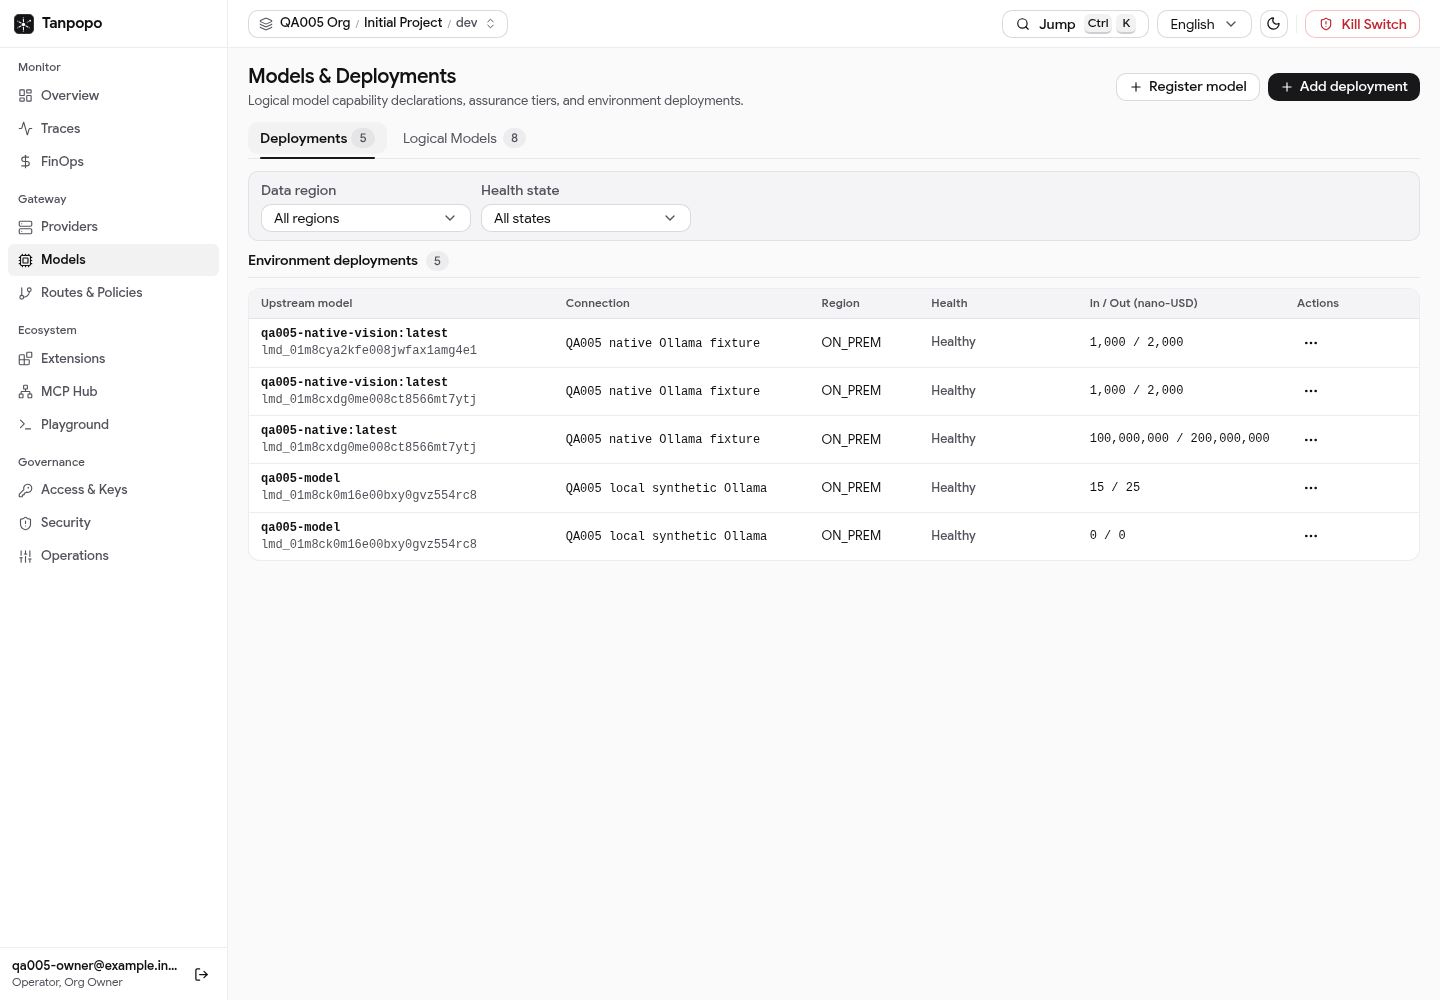 Tanpopo
QA005 Org / Initial Project / dev
Jump Ctrl K
English
Kill Switch
Monitor
Overview
Traces
FinOps
Gateway
Providers
Models
Routes & Policies
Ecosystem
Extensions
MCP Hub
Playground
Governance
Access & Keys
Security
Operations
qa005-owner@example.in...
Operator, Org Owner
Models & Deployments
Logical model capability declarations, assurance tiers, and environment deployments.
Register model
Add deployment
Deployments 5
Logical Models 8
Data region
Health state
All regions
All states
Environment deployments 5
Upstream model Connection Region Health In / Out (nano-USD) Actions
qa005-native-vision:latest
lmd_01m8cya2kfe008jwfax1amg4e1
QA005 native Ollama fixture ON_PREM Healthy 1,000 / 2,000
qa005-native-vision:latest
lmd_01m8cxdg0me008ct8566mt7ytj
QA005 native Ollama fixture ON_PREM Healthy 1,000 / 2,000
qa005-native:latest
lmd_01m8cxdg0me008ct8566mt7ytj
QA005 native Ollama fixture ON_PREM Healthy 100,000,000 / 200,000,000
qa005-model
lmd_01m8ck0m16e00bxy0gvz554rc8
QA005 local synthetic Ollama ON_PREM Healthy 15 / 25
qa005-model
lmd_01m8ck0m16e00bxy0gvz554rc8
QA005 local synthetic Ollama ON_PREM Healthy 0 / 0